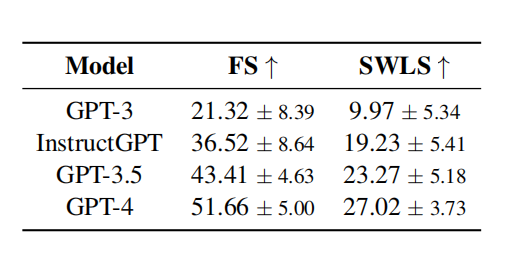 Model FS ↑ SWLS ↑
GPT-3 21.32 ± 8.39 9.97 ± 5.34
InstructGPT 36.52 ± 8.64 19.23 ± 5.41
GPT-3.5 43.41 ± 4.63 23.27 ± 5.18
GPT-4 51.66 ± 5.00 27.02 ± 3.73